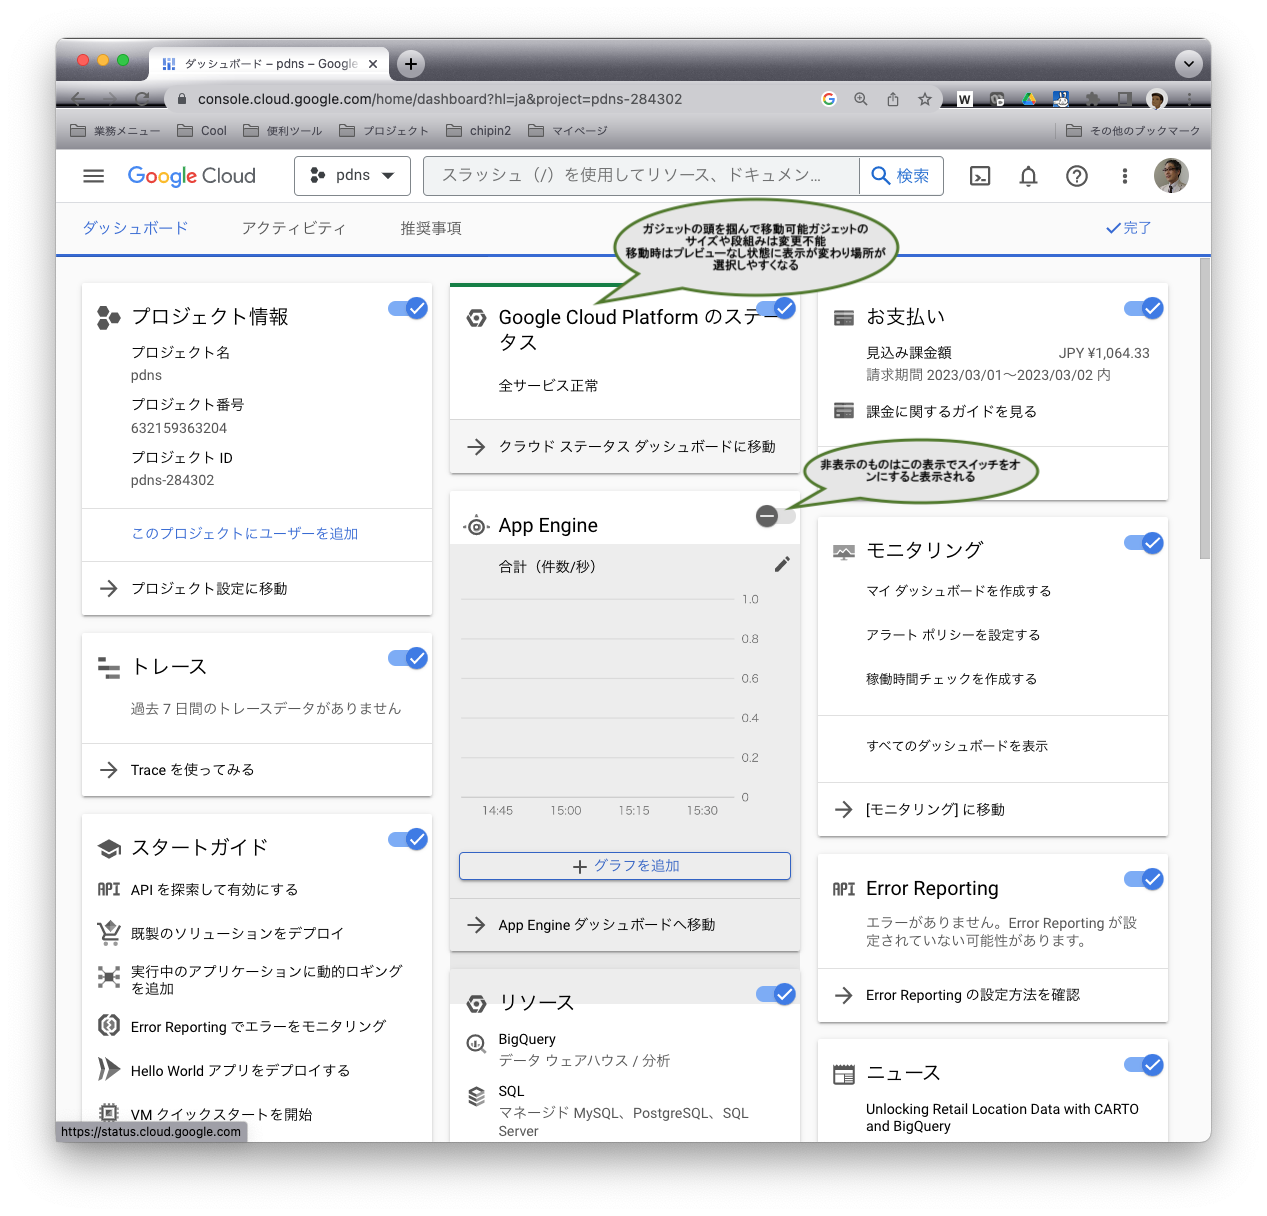 ダッシュボード – pdns – Google
console.cloud.google.com/home/dashboard?hl=ja&project=pdns-284302
業務メニュー
Cool
便利ツール
プロジェクト
chipin2
マイページ
その他のブックマーク
Google Cloud
pdns
スラッシュ（/）を使用してリソース、ドキュメン...
検索
ダッシュボード
アクティビティ
推奨事項
完了
ガジェットの頭を掴んで移動可能ガジェットの
サイズや段組みは変更不能
移動時はプレビューなし状態に表示が変わり場所が
選択しやすくなる
プロジェクト情報
プロジェクト名
pdns
プロジェクト番号
632159363204
プロジェクト ID
pdns-284302
このプロジェクトにユーザーを追加
プロジェクト設定に移動
トレース
過去 7 日間のトレースデータがありません
Trace を使ってみる
スタートガイド
API
API を探索して有効にする
既製のソリューションをデプロイ
実行中のアプリケーションに動的ロギング
を追加
Error Reporting でエラーをモニタリング
Hello World アプリをデプロイする
VM クイックスタートを開始
https://status.cloud.google.com
Google Cloud Platform のステー
タス
全サービス正常
クラウド ステータス ダッシュボードに移動
App Engine
合計（件数/秒）
1.0
0.8
0.6
0.4
0.2
0
14:45
15:00
15:15
15:30
グラフを追加
App Engine ダッシュボードへ移動
リソース
BigQuery
データ ウェアハウス / 分析
SQL
マネージド MySQL、PostgreSQL、SQL
Server
お支払い
見込み課金額
JPY ¥1,064.33
請求期間 2023/03/01～2023/03/02 内
課金に関するガイドを見る
非表示のものはこの表示でスイッチをオ
ンにすると表示される
モニタリング
マイ ダッシュボードを作成する
アラート ポリシーを設定する
稼働時間チェックを作成する
すべてのダッシュボードを表示
[モニタリング] に移動
API
Error Reporting
エラーがありません。Error Reporting が設
定されていない可能性があります。
Error Reporting の設定方法を確認
ニュース
Unlocking Retail Location Data with CARTO
and BigQuery